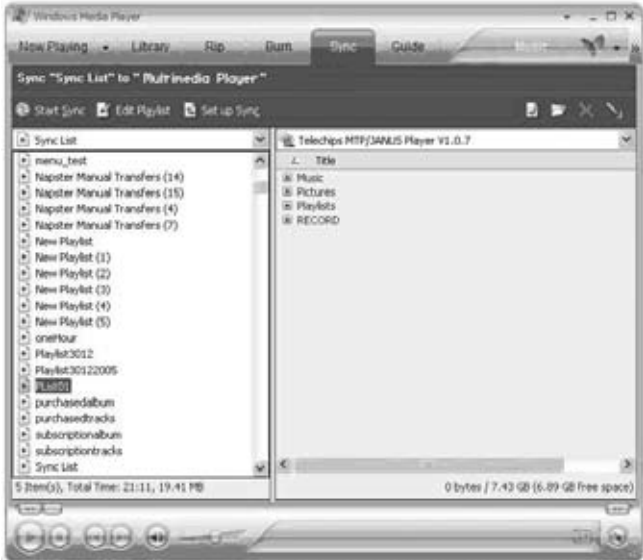 Windows Media Player
Now Playing Library Rip Burn Sync Guide Music
Sync "Sync List" to "Multimedia Player"
Start Sync Edit Playlist Set up Sync
Sync List
Telechips MTP/JANUS Player V1.0.7
menu_test
Napster Manual Transfers (14)
Napster Manual Transfers (15)
Napster Manual Transfers (4)
Napster Manual Transfers (7)
New Playlist
New Playlist (1)
New Playlist (2)
New Playlist (3)
New Playlist (4)
New Playlist (5)
oneHour
Playlist3012
Playlist30122005
PList01
purchasedalbum
purchasedtracks
subscriptionalbum
subscriptiontracks
Sync List
Title
Music
Pictures
Playlists
RECORD
5 Item(s), Total Time: 21:11, 19.41 MB
0 bytes / 7.43 GB (6.89 GB free space)